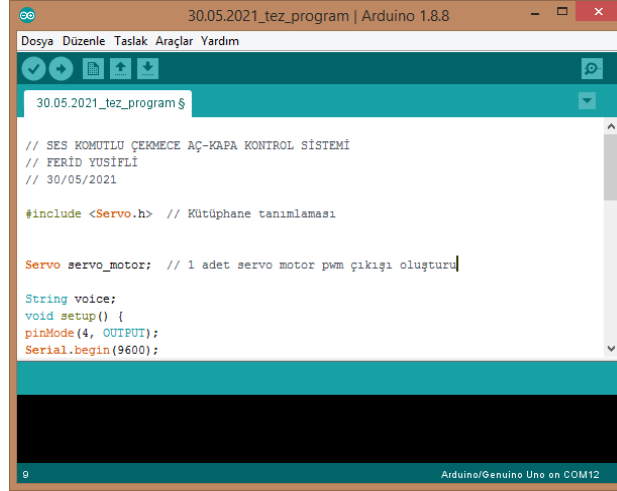 30.05.2021_tez_program | Arduino 1.8.8
Dosya Düzenle Taslak Araçlar Yardım
30.05.2021_tez_program §
// SES KOMUTLU ÇEKMECE AÇ-KAPA KONTROL SİSTEMİ
// FERİD YUSİFLİ
// 30/05/2021
#include <Servo.h> // Kütüphane tanımlaması
Servo servo_motor; // 1 adet servo motor pwm çıkışı oluşturu
String voice;
void setup() {
pinMode(4, OUTPUT);
Serial.begin(9600);
9
Arduino/Genuino Uno on COM12